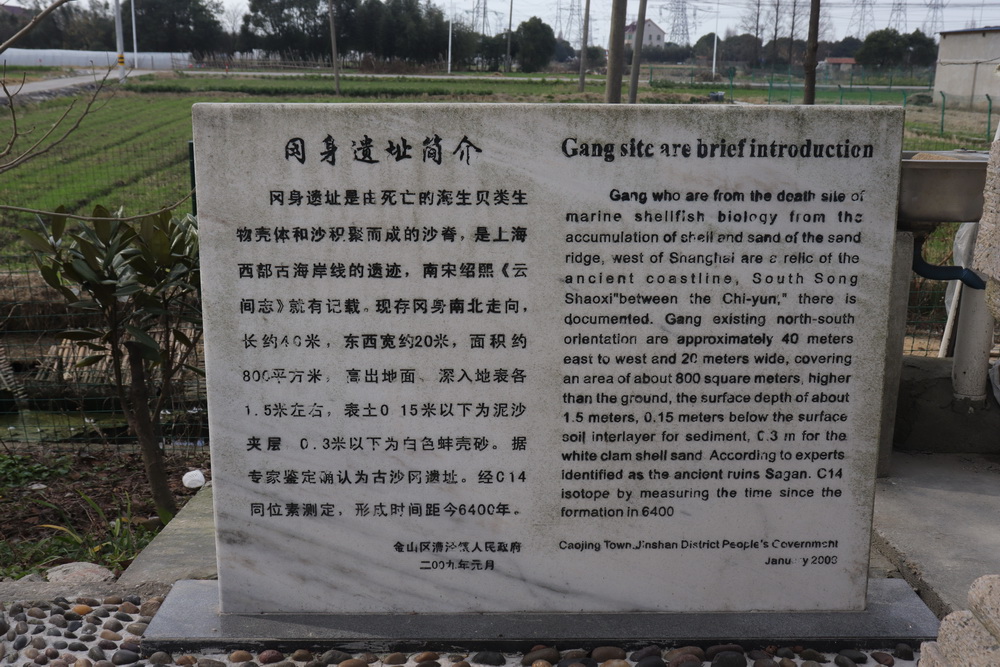 冈身遗址简介
冈身遗址是由死亡的海生贝类生
物壳体和沙积聚而成的沙脊，是上海
西部古海岸线的遗迹，南宋绍熙《云
间志》就有记载。现存冈身南北走向，
长约40米，东西宽约20米，面积约
800平方米，高出地面、深入地表各
1.5米左右，表土0.15米以下为泥沙
夹层 0.3米以下为白色蚌壳砂。据
专家鉴定确认为古沙冈遗址。经C14
同位素测定，形成时间距今6400年。
金山区漕泾镇人民政府
二00九年元月
Gang site are brief introduction
Gang who are from the death site of
marine shellfish biology from the
accumulation of shell and sand of the sand
ridge, west of Shanghai are a relic of the
ancient coastline, South Song
Shaoxi"between the Chi-yun," there is
documented. Gang existing north-south
orientation are approximately 40 meters
east to west and 20 meters wide, covering
an area of about 800 square meters, higher
than the ground, the surface depth of about
1.5 meters, 0.15 meters below the surface
soil interlayer for sediment, 0.3 m for the
white clam shell sand. According to experts
identified as the ancient ruins Sagan. C14
isotope by measuring the time since the
formation in 6400
Caojing Town,Jinshan District People's Government
January 2009